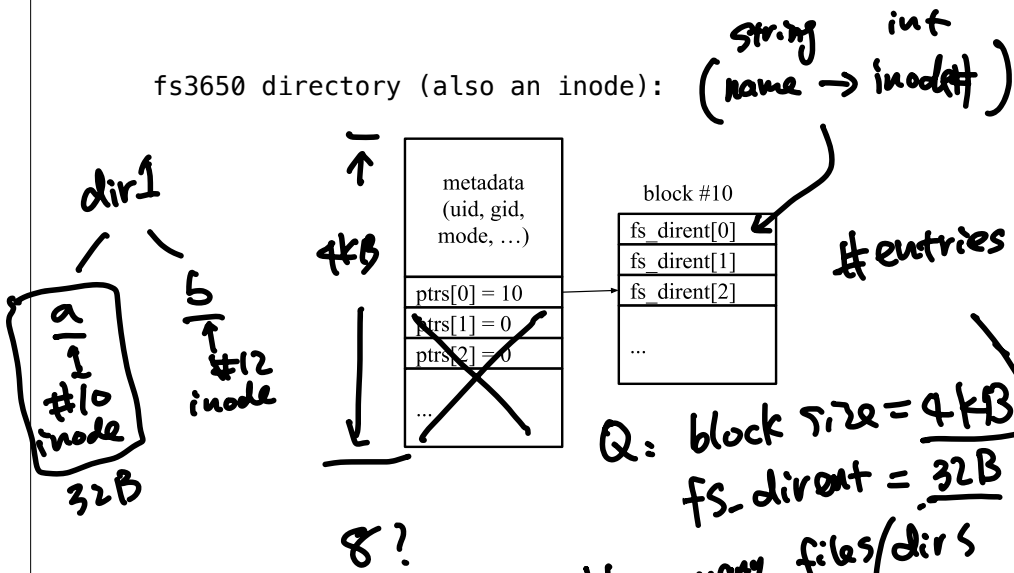 string int
fs3650 directory (also an inode): (name → inode#)
dir1
4kB
metadata
(uid, gid,
mode, …)
ptrs[0] = 10
ptrs[1] = 0
ptrs[2] = 0
...
block #10
fs_dirent[0]
fs_dirent[1]
fs_dirent[2]
...
#entries
a
#10
inode
32B
b
#12
inode
Q: block size = 4kB
fs_dirent = 32B
many files/dirs
8?